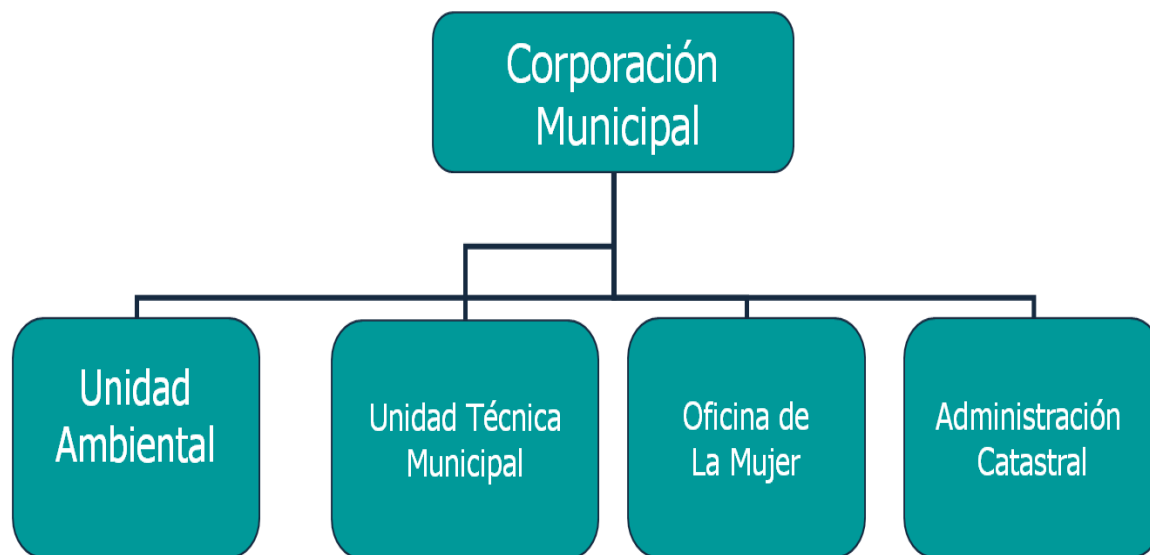 Corporación
Municipal
Unidad
Ambiental
Unidad Técnica
Municipal
Oficina de
La Mujer
Administración
Catastral